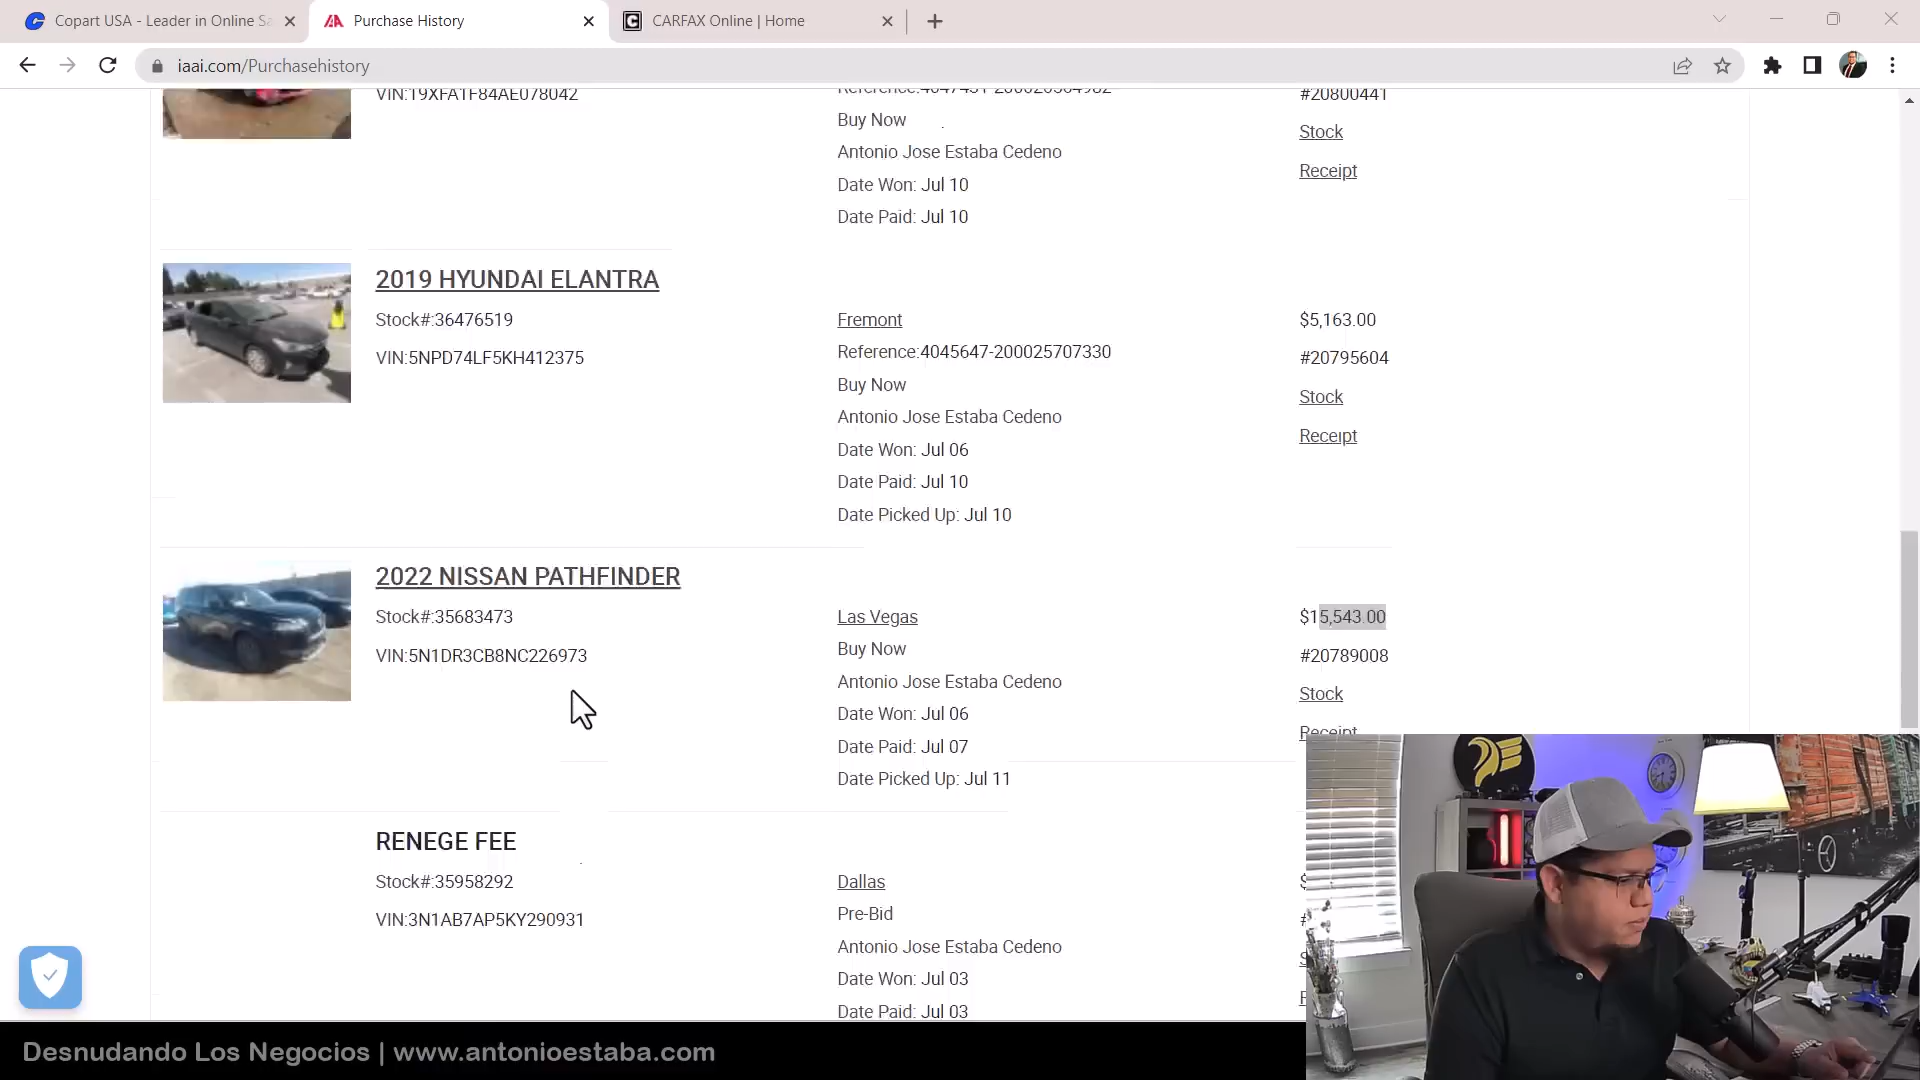 Copart USA - Leader in Online Sa
Purchase History
CARFAX Online | Home
iaai.com/Purchasehistory
VIN:19XFA1F84AE078042
Buy Now
Antonio Jose Estaba Cedeno
Date Won: Jul 10
Date Paid: Jul 10
#20800441
Stock
Receipt
2019 HYUNDAI ELANTRA
Stock#:36476519
VIN:5NPD74LF5KH412375
Fremont
Reference:4045647-200025707330
Buy Now
Antonio Jose Estaba Cedeno
Date Won: Jul 06
Date Paid: Jul 10
Date Picked Up: Jul 10
$5,163.00
#20795604
Stock
Receipt
2022 NISSAN PATHFINDER
Stock#:35683473
VIN:5N1DR3CB8NC226973
Las Vegas
Buy Now
Antonio Jose Estaba Cedeno
Date Won: Jul 06
Date Paid: Jul 07
Date Picked Up: Jul 11
$15,543.00
#20789008
Stock
Receipt
RENEGE FEE
Stock#:35958292
VIN:3N1AB7AP5KY290931
Dallas
Pre-Bid
Antonio Jose Estaba Cedeno
Date Won: Jul 03
Date Paid: Jul 03
$
#
Desnudando Los Negocios | www.antonioestaba.com